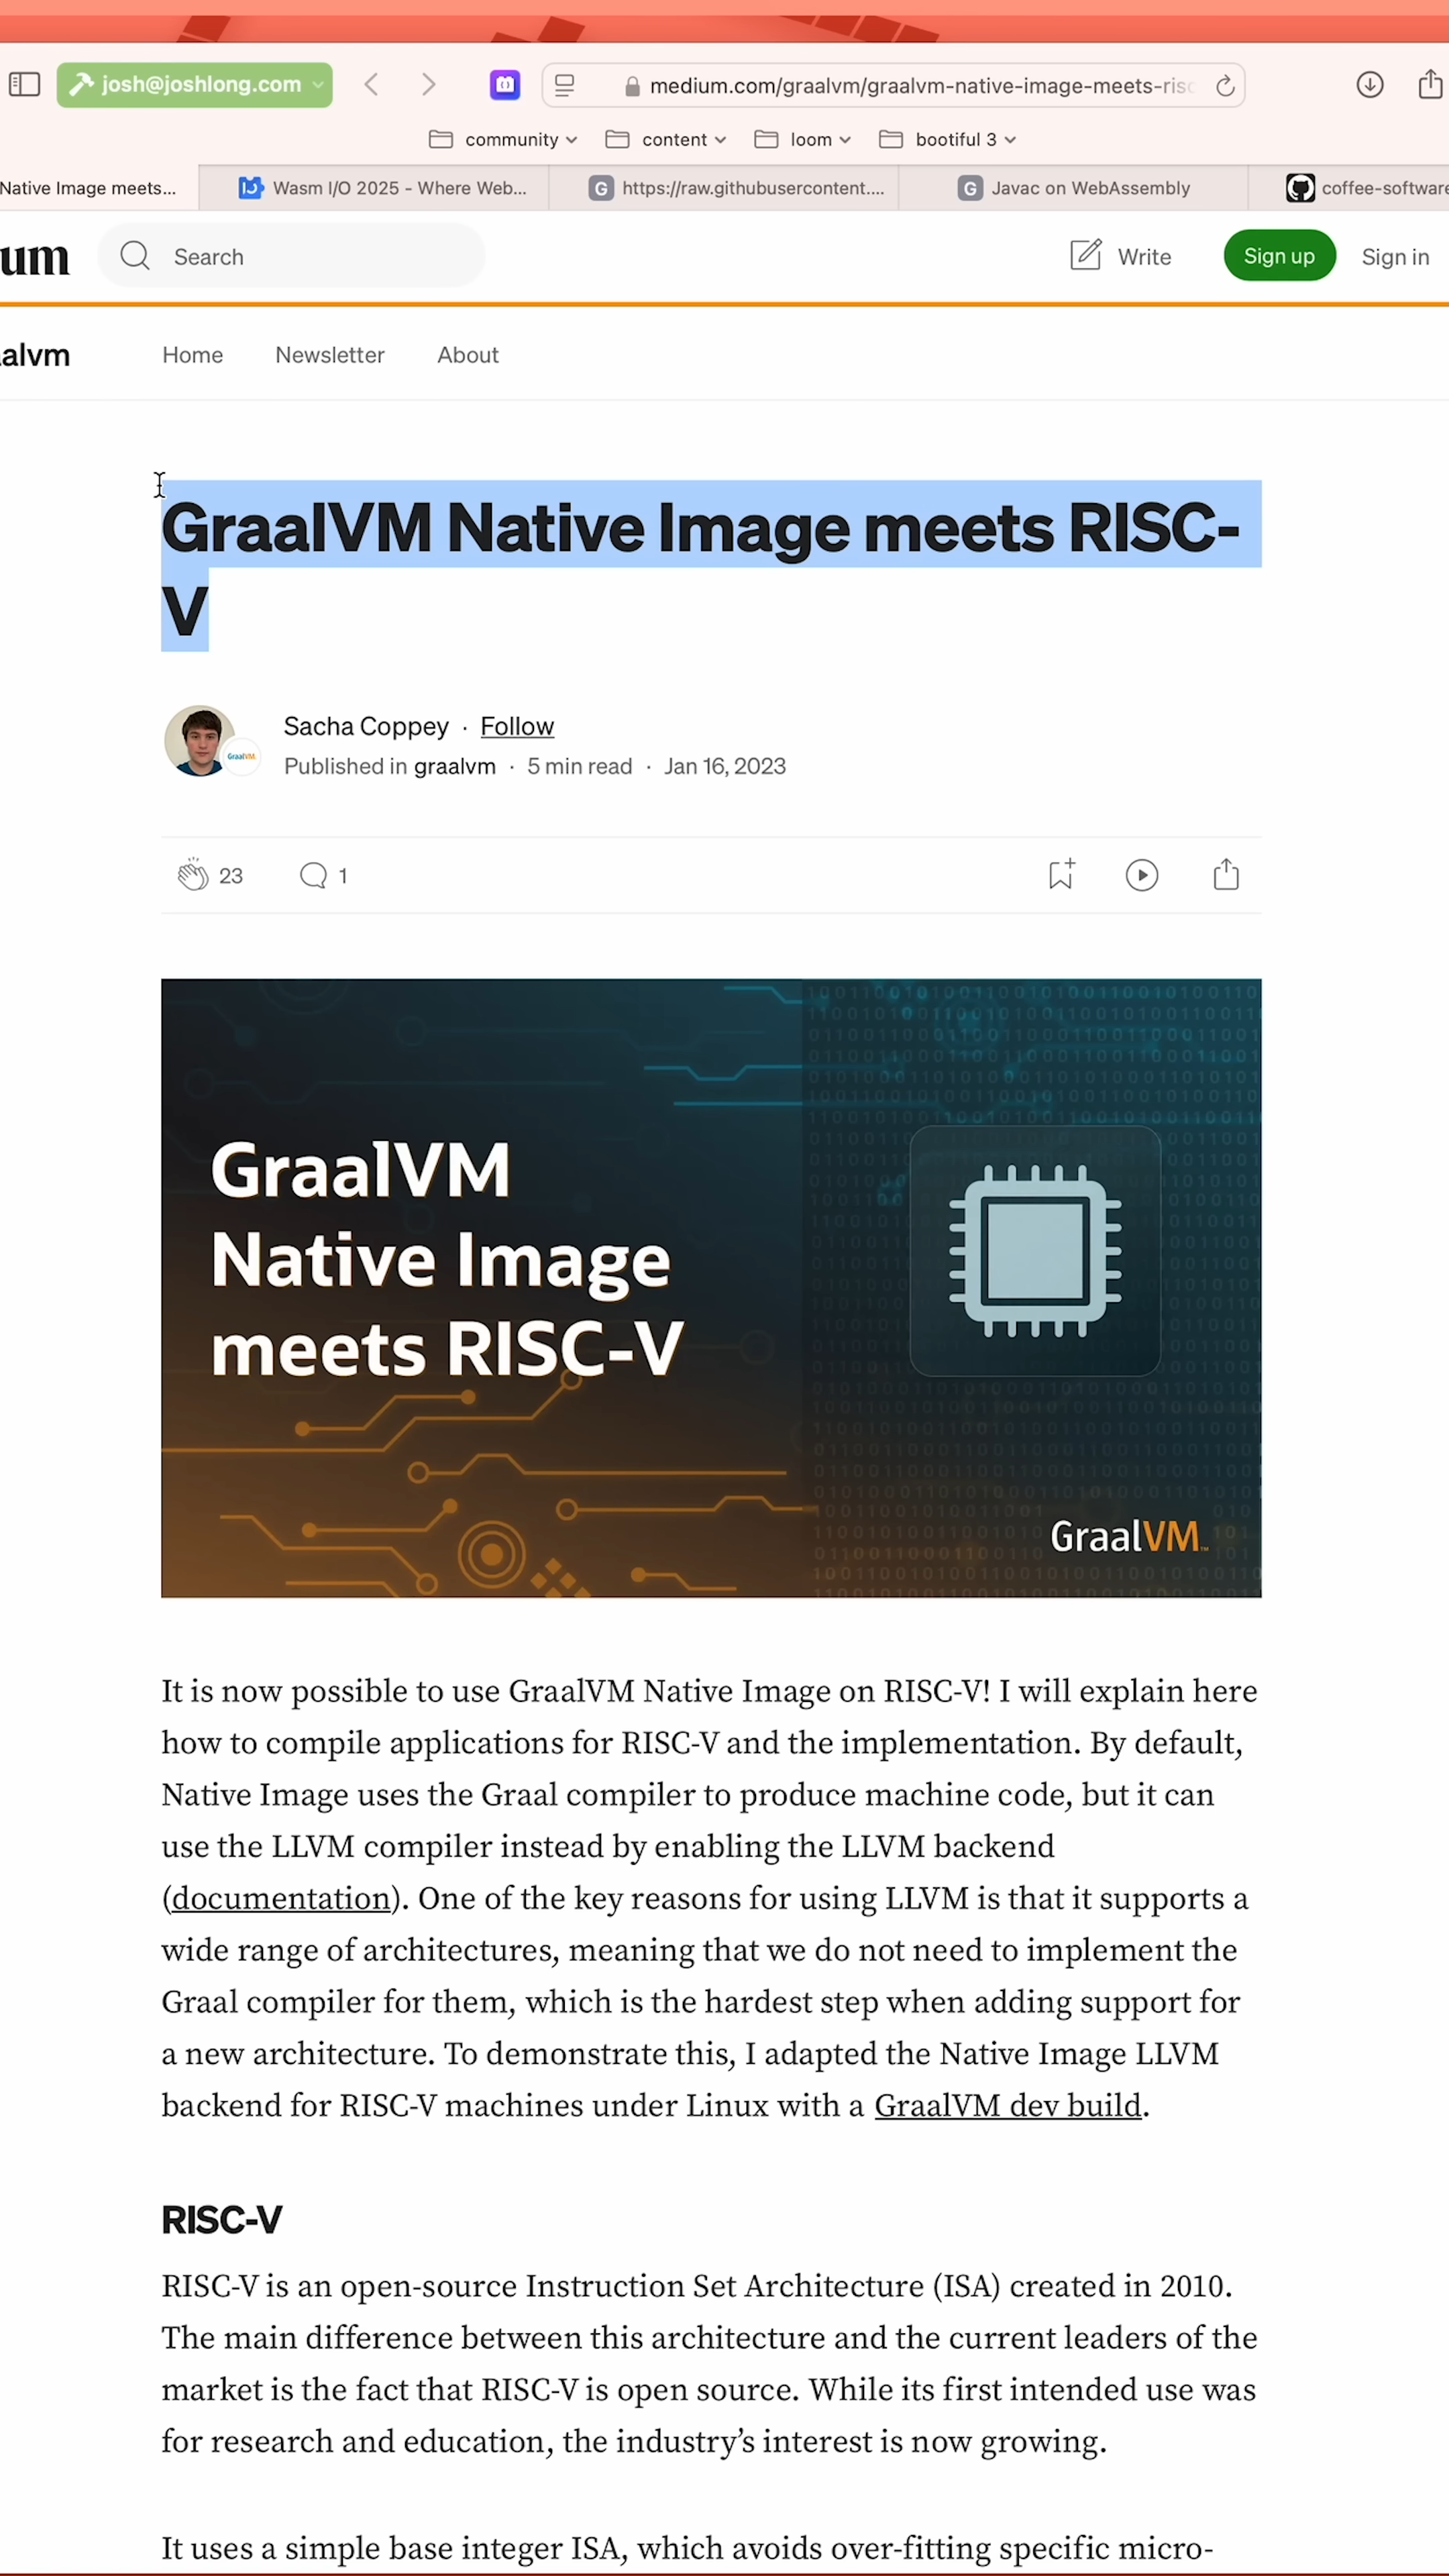 josh@joshlong.com
medium.com/graalvm/graalvm-native-image-meets-risc
community
content
loom
bootiful 3
Native Image meets...
Wasm I/O 2025 - Where Web...
G https://raw.githubusercontent....
G Javac on WebAssembly
coffee-software
um
Search
Write
Sign up
Sign in
alvm
Home
Newsletter
About
GraalVM Native Image meets RISC-
V
Sacha Coppey · Follow
GraalVM
Published in graalvm · 5 min read · Jan 16, 2023
23
1
GraalVM
Native Image
meets RISC-V
GraalVM™
It is now possible to use GraalVM Native Image on RISC-V! I will explain here
how to compile applications for RISC-V and the implementation. By default,
Native Image uses the Graal compiler to produce machine code, but it can
use the LLVM compiler instead by enabling the LLVM backend
(documentation). One of the key reasons for using LLVM is that it supports a
wide range of architectures, meaning that we do not need to implement the
Graal compiler for them, which is the hardest step when adding support for
a new architecture. To demonstrate this, I adapted the Native Image LLVM
backend for RISC-V machines under Linux with a GraalVM dev build.
RISC-V
RISC-V is an open-source Instruction Set Architecture (ISA) created in 2010.
The main difference between this architecture and the current leaders of the
market is the fact that RISC-V is open source. While its first intended use was
for research and education, the industry’s interest is now growing.
It uses a simple base integer ISA, which avoids over-fitting specific micro-